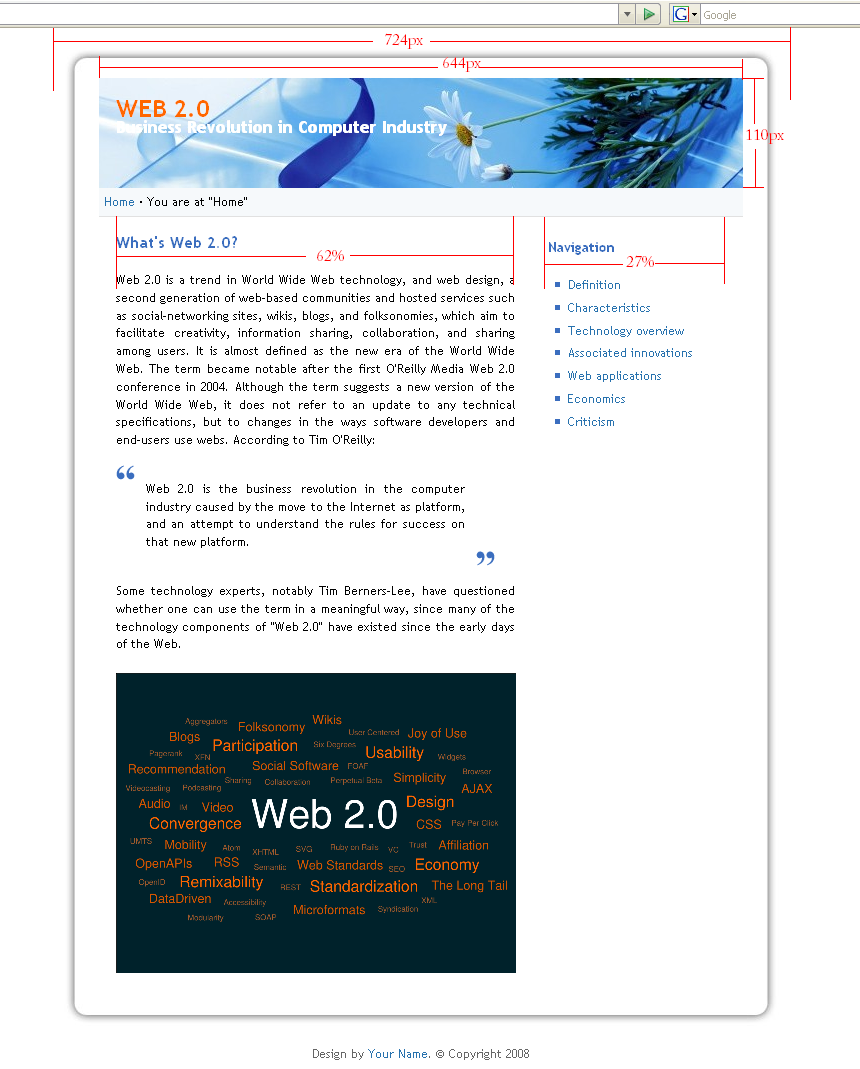 Google
724px
644px
WEB 2.0
Business Revolution in Computer Industry
110px
Home • You are at "Home"
What's Web 2.0?
62%
Web 2.0 is a trend in World Wide Web technology, and web design, a
second generation of web-based communities and hosted services such
as social-networking sites, wikis, blogs, and folksonomies, which aim to
facilitate creativity, information sharing, collaboration, and sharing
among users. It is almost defined as the new era of the World Wide
Web. The term became notable after the first O'Reilly Media Web 2.0
conference in 2004. Although the term suggests a new version of the
World Wide Web, it does not refer to an update to any technical
specifications, but to changes in the ways software developers and
end-users use webs. According to Tim O'Reilly:
“
Web 2.0 is the business revolution in the computer
industry caused by the move to the Internet as platform,
and an attempt to understand the rules for success on
that new platform.
”
Some technology experts, notably Tim Berners-Lee, have questioned
whether one can use the term in a meaningful way, since many of the
technology components of "Web 2.0" have existed since the early days
of the Web.
Navigation
27%
Definition
Characteristics
Technology overview
Associated innovations
Web applications
Economics
Criticism
Aggregators Folksonomy Wikis
Blogs User Centered Joy of Use
Participation Six Degrees Usability
Pagerank XFN Widgets
Recommendation Social Software FOAF Browser
Sharing Collaboration Perpetual Beta Simplicity
Videocasting Podcasting AJAX
Audio IM Video Web 2.0 Design
Convergence CSS Pay Per Click
UMTS Mobility Atom XHTML SVG Ruby on Rails VC Trust Affiliation
OpenAPIs RSS Semantic Web Standards SEO Economy
OpenID Remixability REST Standardization The Long Tail
DataDriven Accessibility XML
Modularity SOAP Microformats Syndication
Design by Your Name. © Copyright 2008